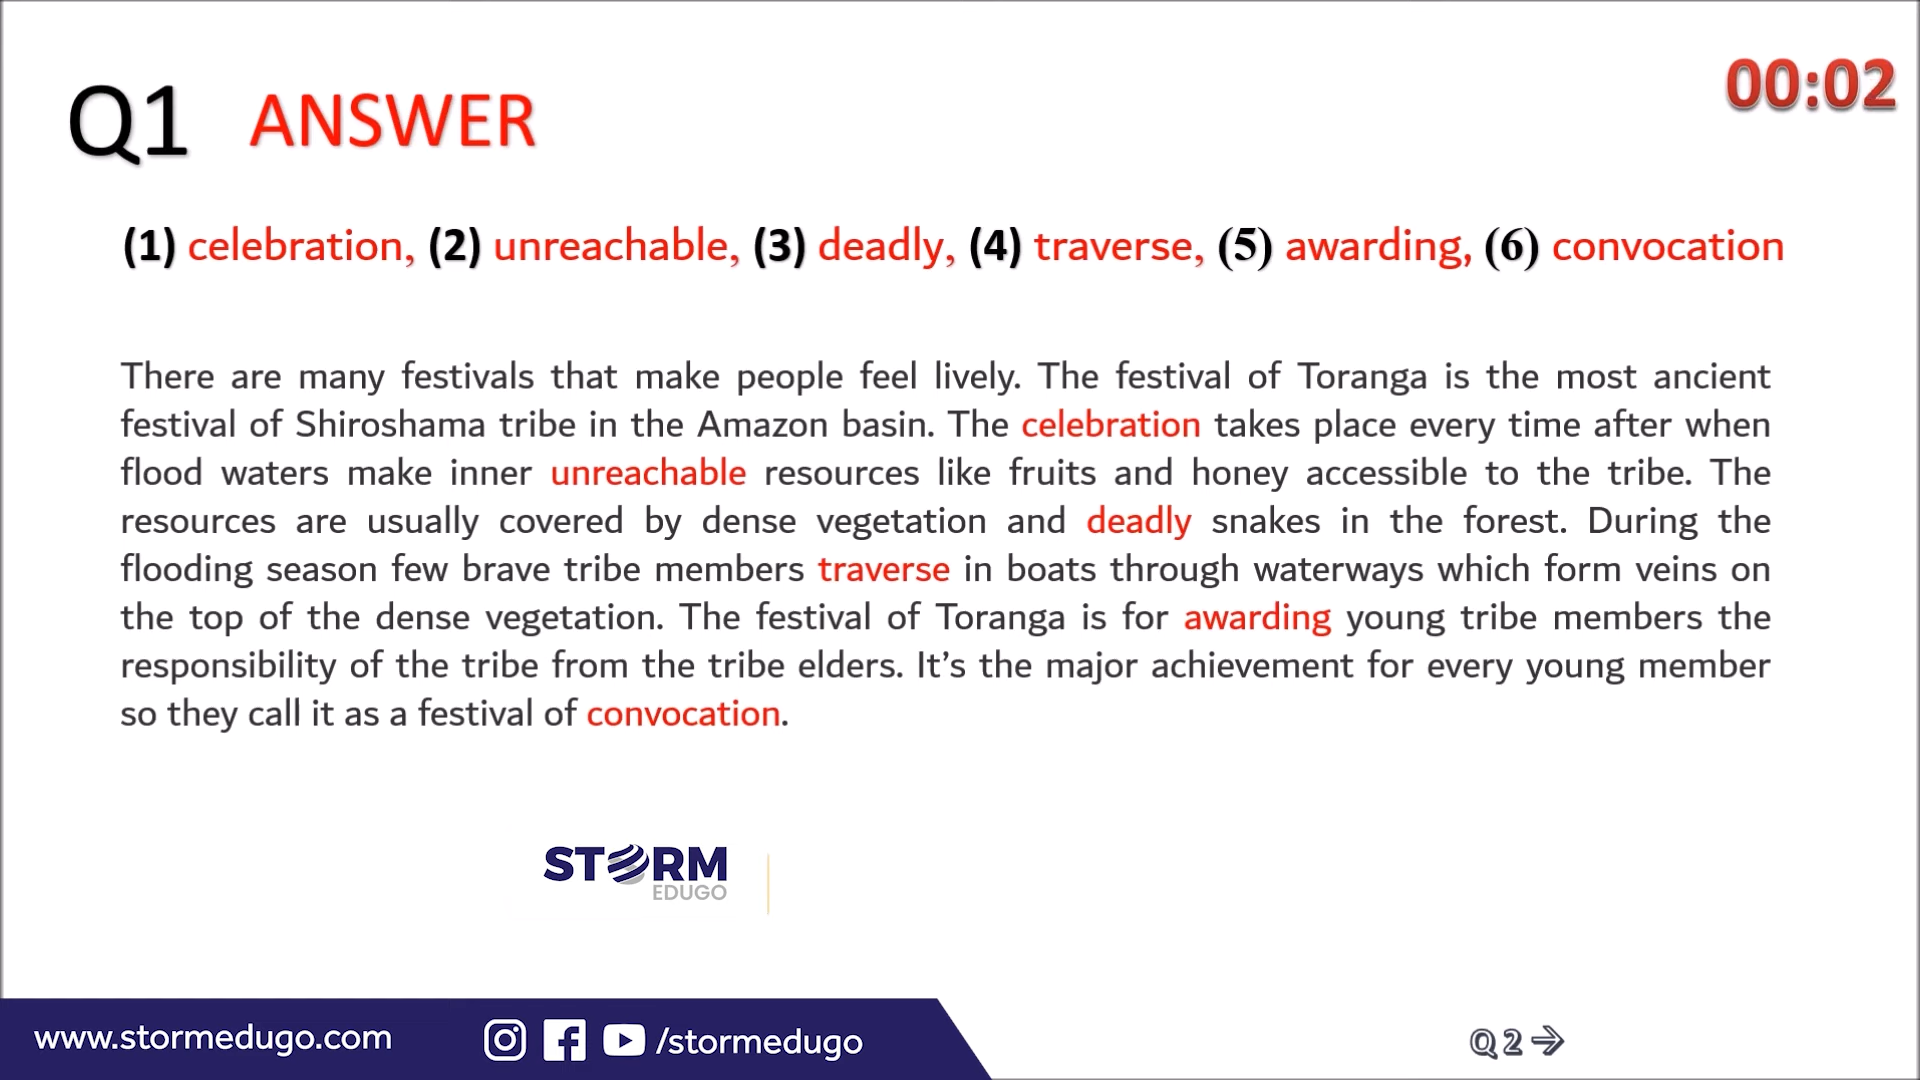 Q1 ANSWER
00:02
(1) celebration, (2) unreachable, (3) deadly, (4) traverse, (5) awarding, (6) convocation
There are many festivals that make people feel lively. The festival of Toranga is the most ancient
festival of Shiroshama tribe in the Amazon basin. The celebration takes place every time after when
flood waters make inner unreachable resources like fruits and honey accessible to the tribe. The
resources are usually covered by dense vegetation and deadly snakes in the forest. During the
flooding season few brave tribe members traverse in boats through waterways which form veins on
the top of the dense vegetation. The festival of Toranga is for awarding young tribe members the
responsibility of the tribe from the tribe elders. It’s the major achievement for every young member
so they call it as a festival of convocation.
STORM
EDUGO
www.stormedugo.com
/stormedugo
Q 2